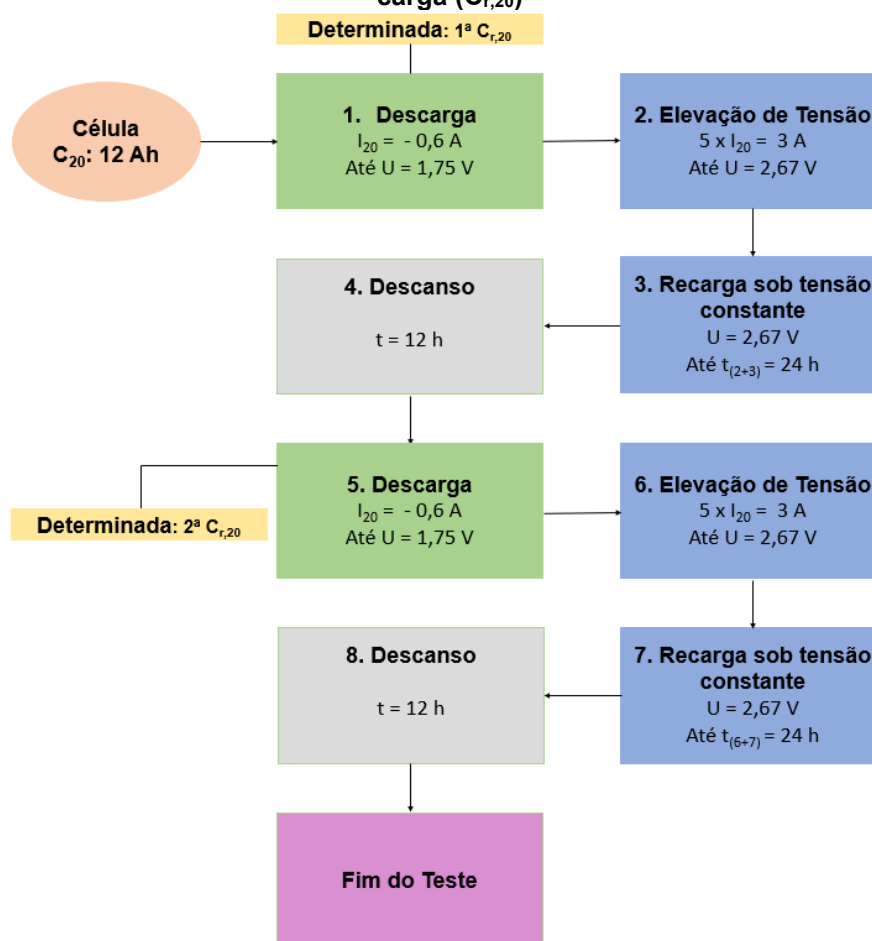 carga (Cr,20)
Determinada: 1ª Cr,20
Célula
C20: 12 Ah
1. Descarga
I20 = - 0,6 A
Até U = 1,75 V
2. Elevação de Tensão
5 x I20 = 3 A
Até U = 2,67 V
3. Recarga sob tensão
constante
U = 2,67 V
Até t(2+3) = 24 h
4. Descanso
t = 12 h
5. Descarga
I20 = - 0,6 A
Até U = 1,75 V
Determinada: 2ª Cr,20
6. Elevação de Tensão
5 x I20 = 3 A
Até U = 2,67 V
7. Recarga sob tensão
constante
U = 2,67 V
Até t(6+7) = 24 h
8. Descanso
t = 12 h
Fim do Teste